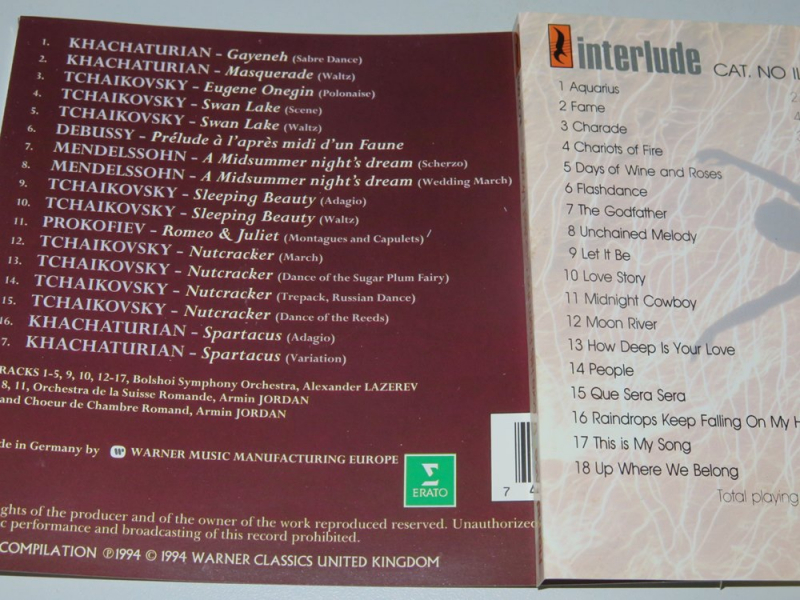 1. KHACHATURIAN - Gayeneh (Sabre Dance)
2. KHACHATURIAN - Masquerade (Waltz)
3. TCHAIKOVSKY - Eugene Onegin (Polonaise)
4. TCHAIKOVSKY - Swan Lake (Scene)
5. TCHAIKOVSKY - Swan Lake (Waltz)
6. DEBUSSY - Prélude à l'après midi d'un Faune
7. MENDELSSOHN - A Midsummer night's dream (Scherzo)
8. MENDELSSOHN - A Midsummer night's dream (Wedding March)
9. TCHAIKOVSKY - Sleeping Beauty (Adagio)
10. TCHAIKOVSKY - Sleeping Beauty (Waltz)
11. PROKOFIEV - Romeo & Juliet (Montagues and Capulets)
12. TCHAIKOVSKY - Nutcracker (March)
13. TCHAIKOVSKY - Nutcracker (Dance of the Sugar Plum Fairy)
14. TCHAIKOVSKY - Nutcracker (Trepack, Russian Dance)
15. TCHAIKOVSKY - Nutcracker (Dance of the Reeds)
16. KHACHATURIAN - Spartacus (Adagio)
7. KHACHATURIAN - Spartacus (Variation)
RACKS 1-5, 9, 10, 12-17, Bolshoi Symphony Orchestra, Alexander LAZEREV
8, 11, Orchestra de la Suisse Romande, Armin JORDAN
and Choeur de Chambre Romand, Armin JORDAN
de in Germany by WARNER MUSIC MANUFACTURING EUROPE
ERATO
7 4
ghts of the producer and of the owner of the work reproduced reserved. Unauthorized
performance and broadcasting of this record prohibited.
COMPILATION ℗1994 © 1994 WARNER CLASSICS UNITED KINGDOM
interlude CAT. NO
1 Aquarius
2 Fame
3 Charade
4 Chariots of Fire
5 Days of Wine and Roses
6 Flashdance
7 The Godfather
8 Unchained Melody
9 Let It Be
10 Love Story
11 Midnight Cowboy
12 Moon River
13 How Deep Is Your Love
14 People
15 Que Sera Sera
16 Raindrops Keep Falling On My H
17 This is My Song
18 Up Where We Belong
Total playing